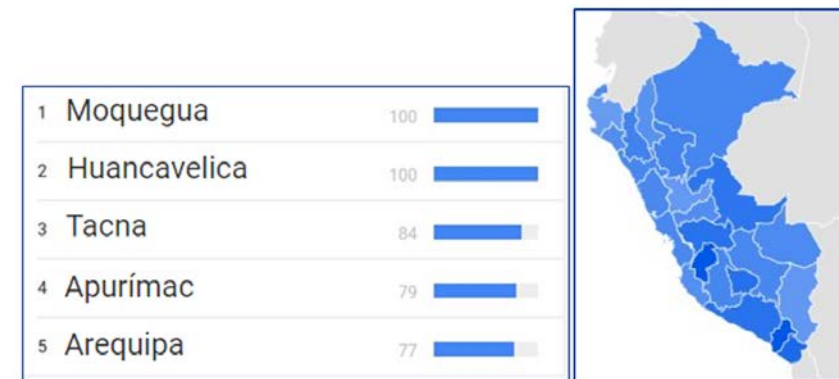 1 Moquegua 100
2 Huancavelica 100
3 Tacna 84
4 Apurímac 79
5 Arequipa 77